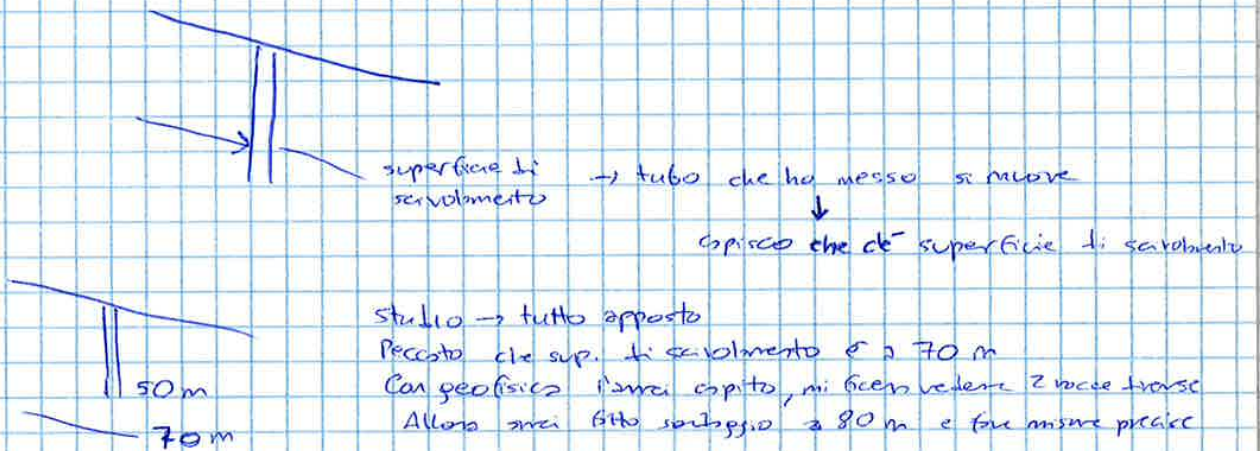 superficie di → tubo che ho messo si muove
scivolamento
↓
capisco che c'è superficie di scivolamento
studio → tutto apposto
Peccato che sup. di scivolamento è a 70 m
50 m
Con geofisica l'avrei capito, mi faceva vedere 2 rocce diverse
70 m
Allora avrei fatto sondaggio a 80 m e fare misure precise